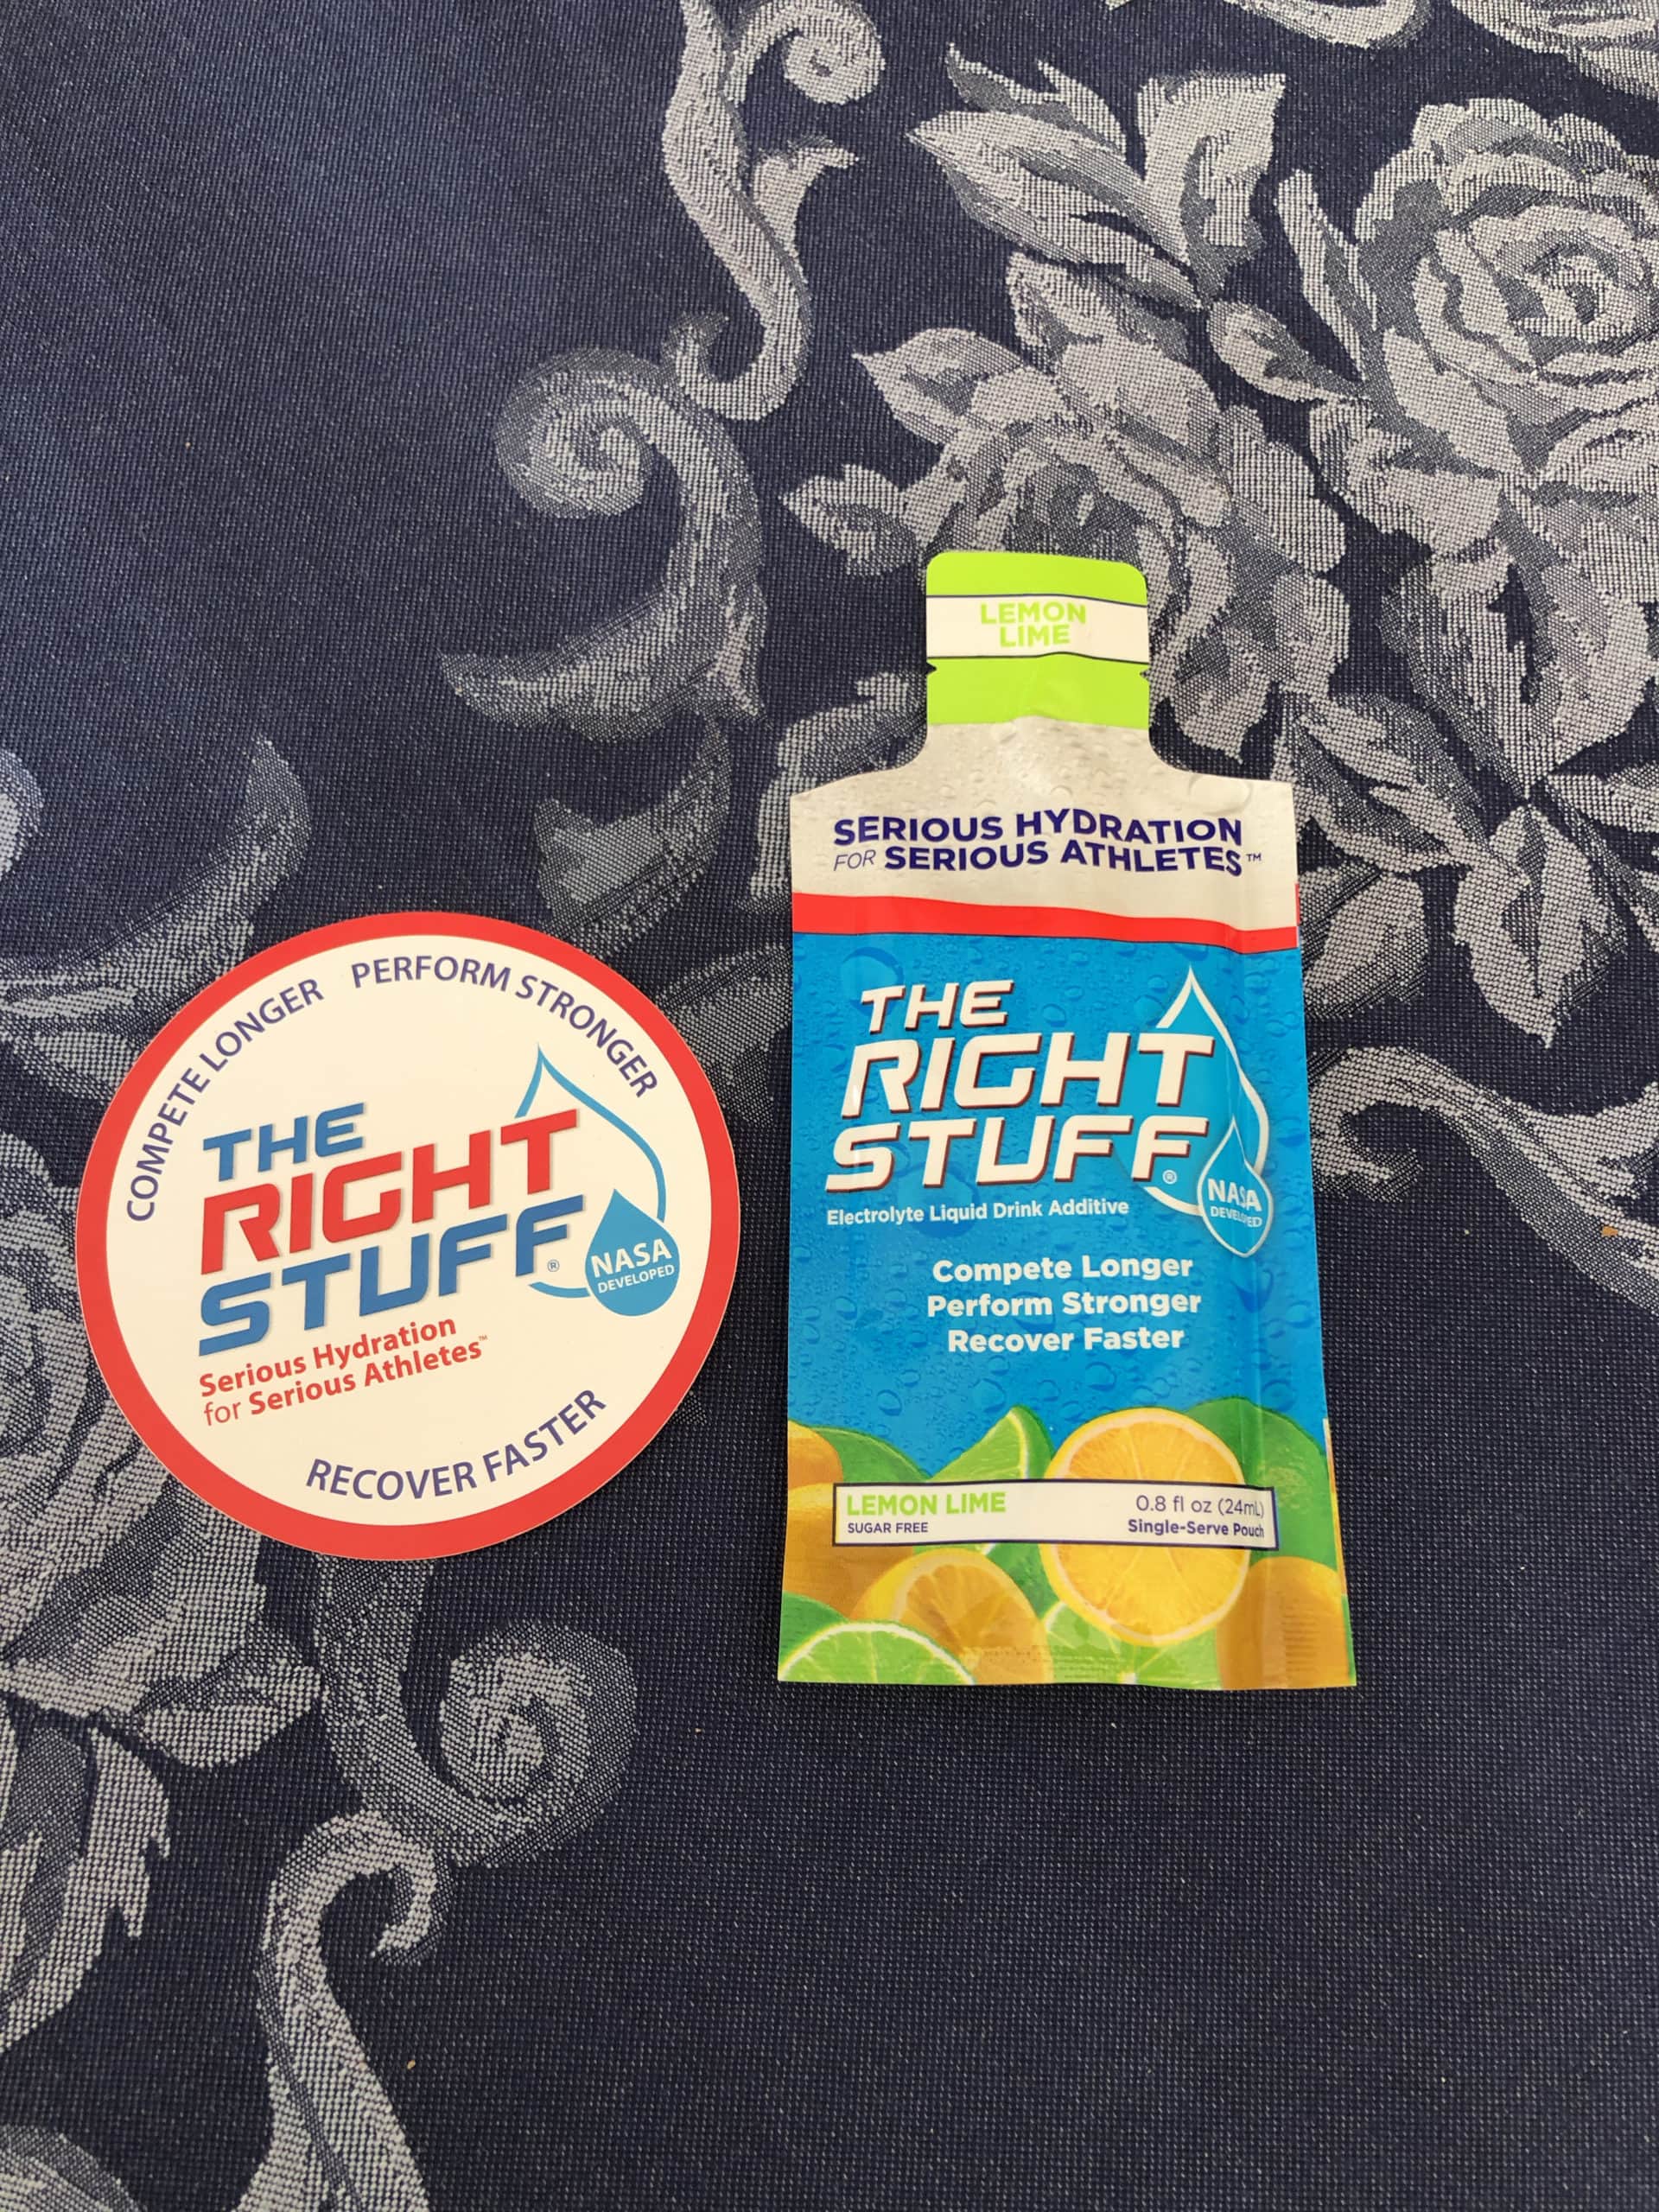 COMPETE LONGER PERFORM STRONGER
THE
RIGHT
STUFF®
NASA
DEVELOPED
Serious Hydration
for Serious Athletes™
RECOVER FASTER
LEMON
LIME
SERIOUS HYDRATION
FOR SERIOUS ATHLETES™
THE
RIGHT
STUFF®
NASA
DEVELOPED
Electrolyte Liquid Drink Additive
Compete Longer
Perform Stronger
Recover Faster
LEMON LIME
SUGAR FREE
0.8 fl oz (24mL)
Single-Serve Pouch